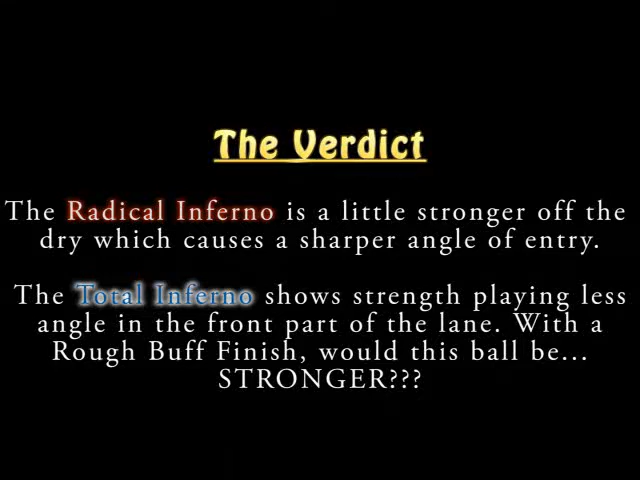 The Verdict
The Radical Inferno is a little stronger off the
dry which causes a sharper angle of entry.
The Total Inferno shows strength playing less
angle in the front part of the lane. With a
Rough Buff Finish, would this ball be...
STRONGER???